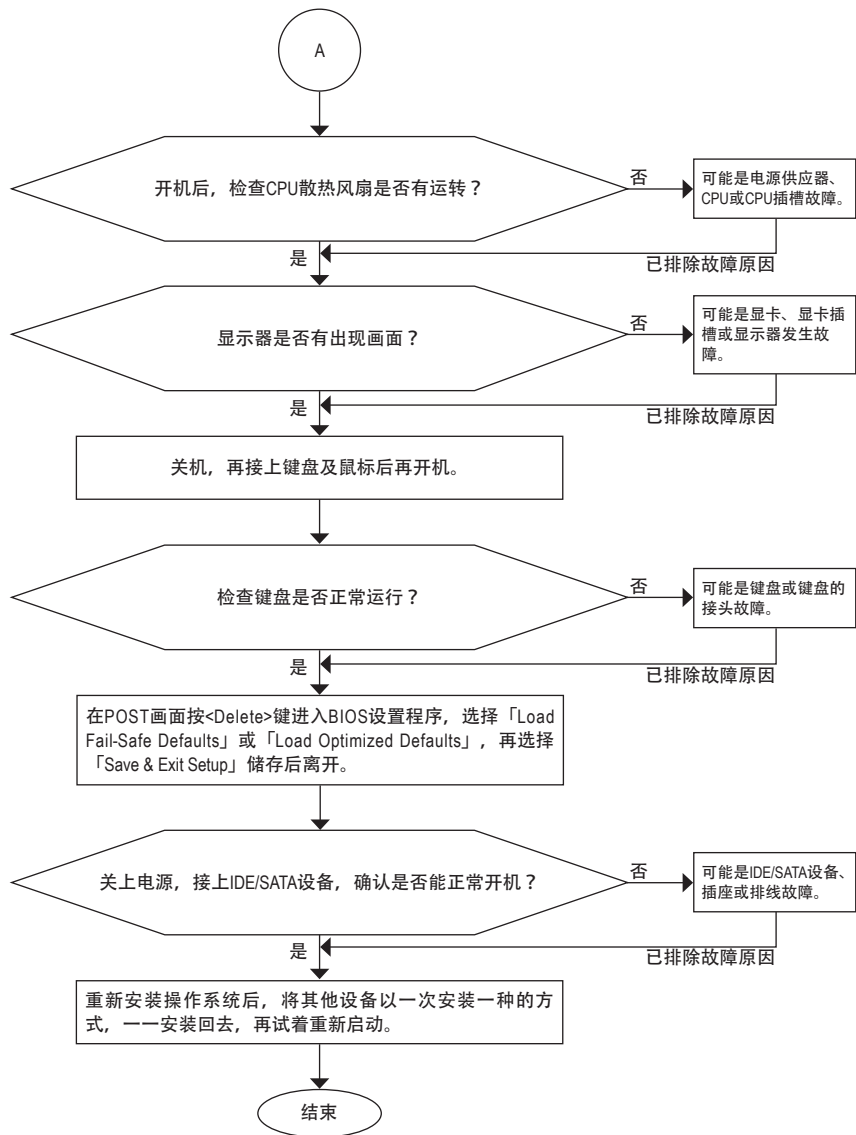 A
开机后，检查CPU散热风扇是否有运转？
否
可能是电源供应器、
CPU或CPU插槽故障。
是
已排除故障原因
显示器是否有出现画面？
否
可能是显卡、显卡插
槽或显示器发生故
障。
是
已排除故障原因
关机，再接上键盘及鼠标后再开机。
检查键盘是否正常运行？
否
可能是键盘或键盘的
接头故障。
是
已排除故障原因
在POST画面按<Delete>键进入BIOS设置程序，选择「Load
Fail-Safe Defaults」或「Load Optimized Defaults」，再选择
「Save & Exit Setup」储存后离开。
关上电源，接上IDE/SATA设备，确认是否能正常开机？
否
可能是IDE/SATA设备、
插座或排线故障。
是
已排除故障原因
重新安装操作系统后，将其他设备以一次安装一种的方
式，一一安装回去，再试着重新启动。
结束